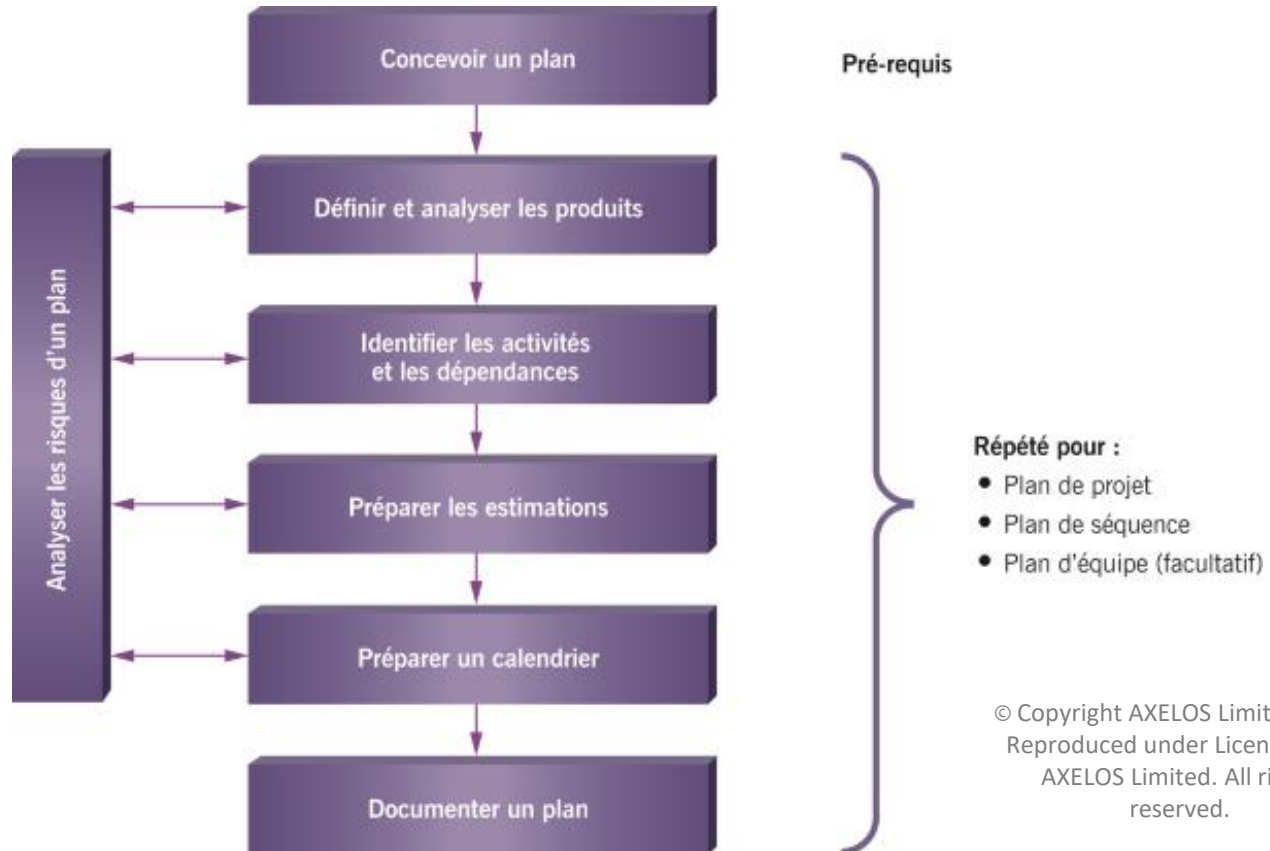 Concevoir un plan
Pré-requis
Définir et analyser les produits
Analyser les risques d'un plan
Identifier les activités
et les dépendances
Préparer les estimations
Préparer un calendrier
Documenter un plan
Répété pour :
• Plan de projet
• Plan de séquence
• Plan d'équipe (facultatif)
© Copyright AXELOS Limit
Reproduced under Licen
AXELOS Limited. All ri
reserved.